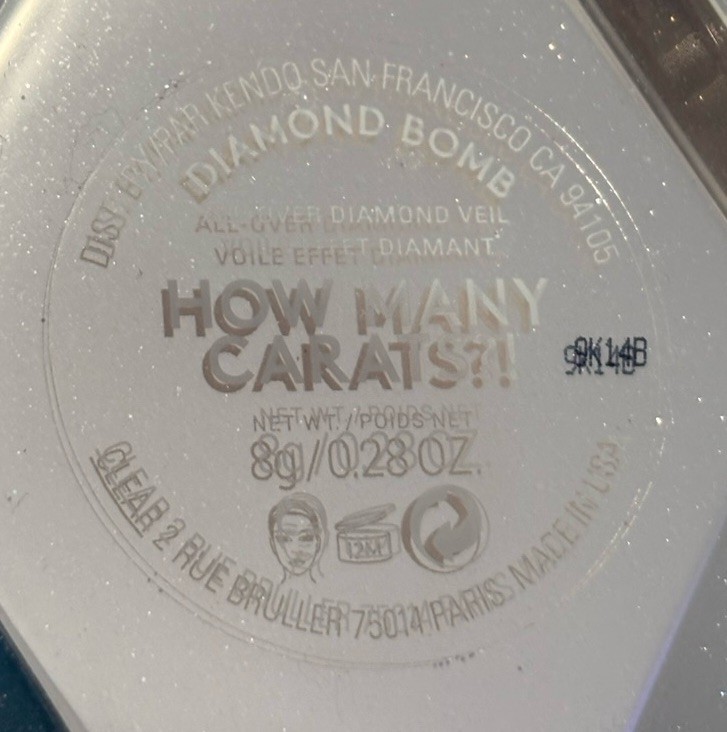 DIST. BY/PAR KENDO SAN FRANCISCO CA 94105
DIAMOND BOMB
ALL-OVER DIAMOND VEIL
VOILE EFFET DIAMANT
HOW MANY
CARATS?!
9K14B
NET WT. / POIDS NET
8g/0.28 OZ.
12M
CLEAR 2 RUE BRULLER 75014 PARIS MADE IN USA